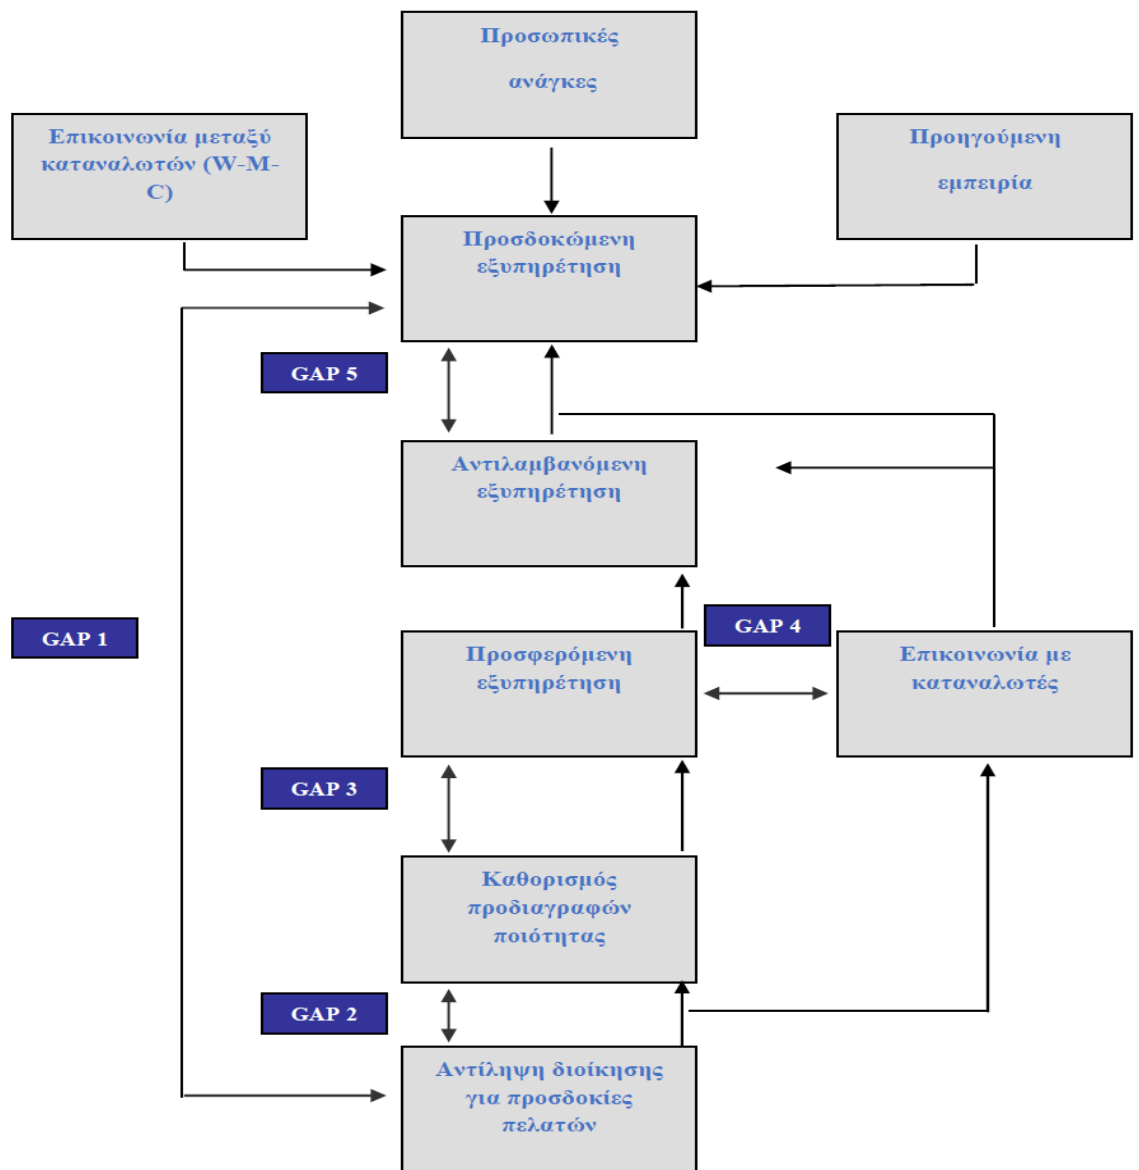 Προσωπικές
ανάγκες
Επικοινωνία μεταξύ
καταναλωτών (W-M-
C)
Προηγούμενη
εμπειρία
Προσδοκώμενη
εξυπηρέτηση
GAP 5
Αντιλαμβανόμενη
εξυπηρέτηση
GAP 1
GAP 4
Προσφερόμενη
εξυπηρέτηση
Επικοινωνία με
καταναλωτές
GAP 3
Καθορισμός
προδιαγραφών
ποιότητας
GAP 2
Αντίληψη διοίκησης
για προσδοκίες
πελατών